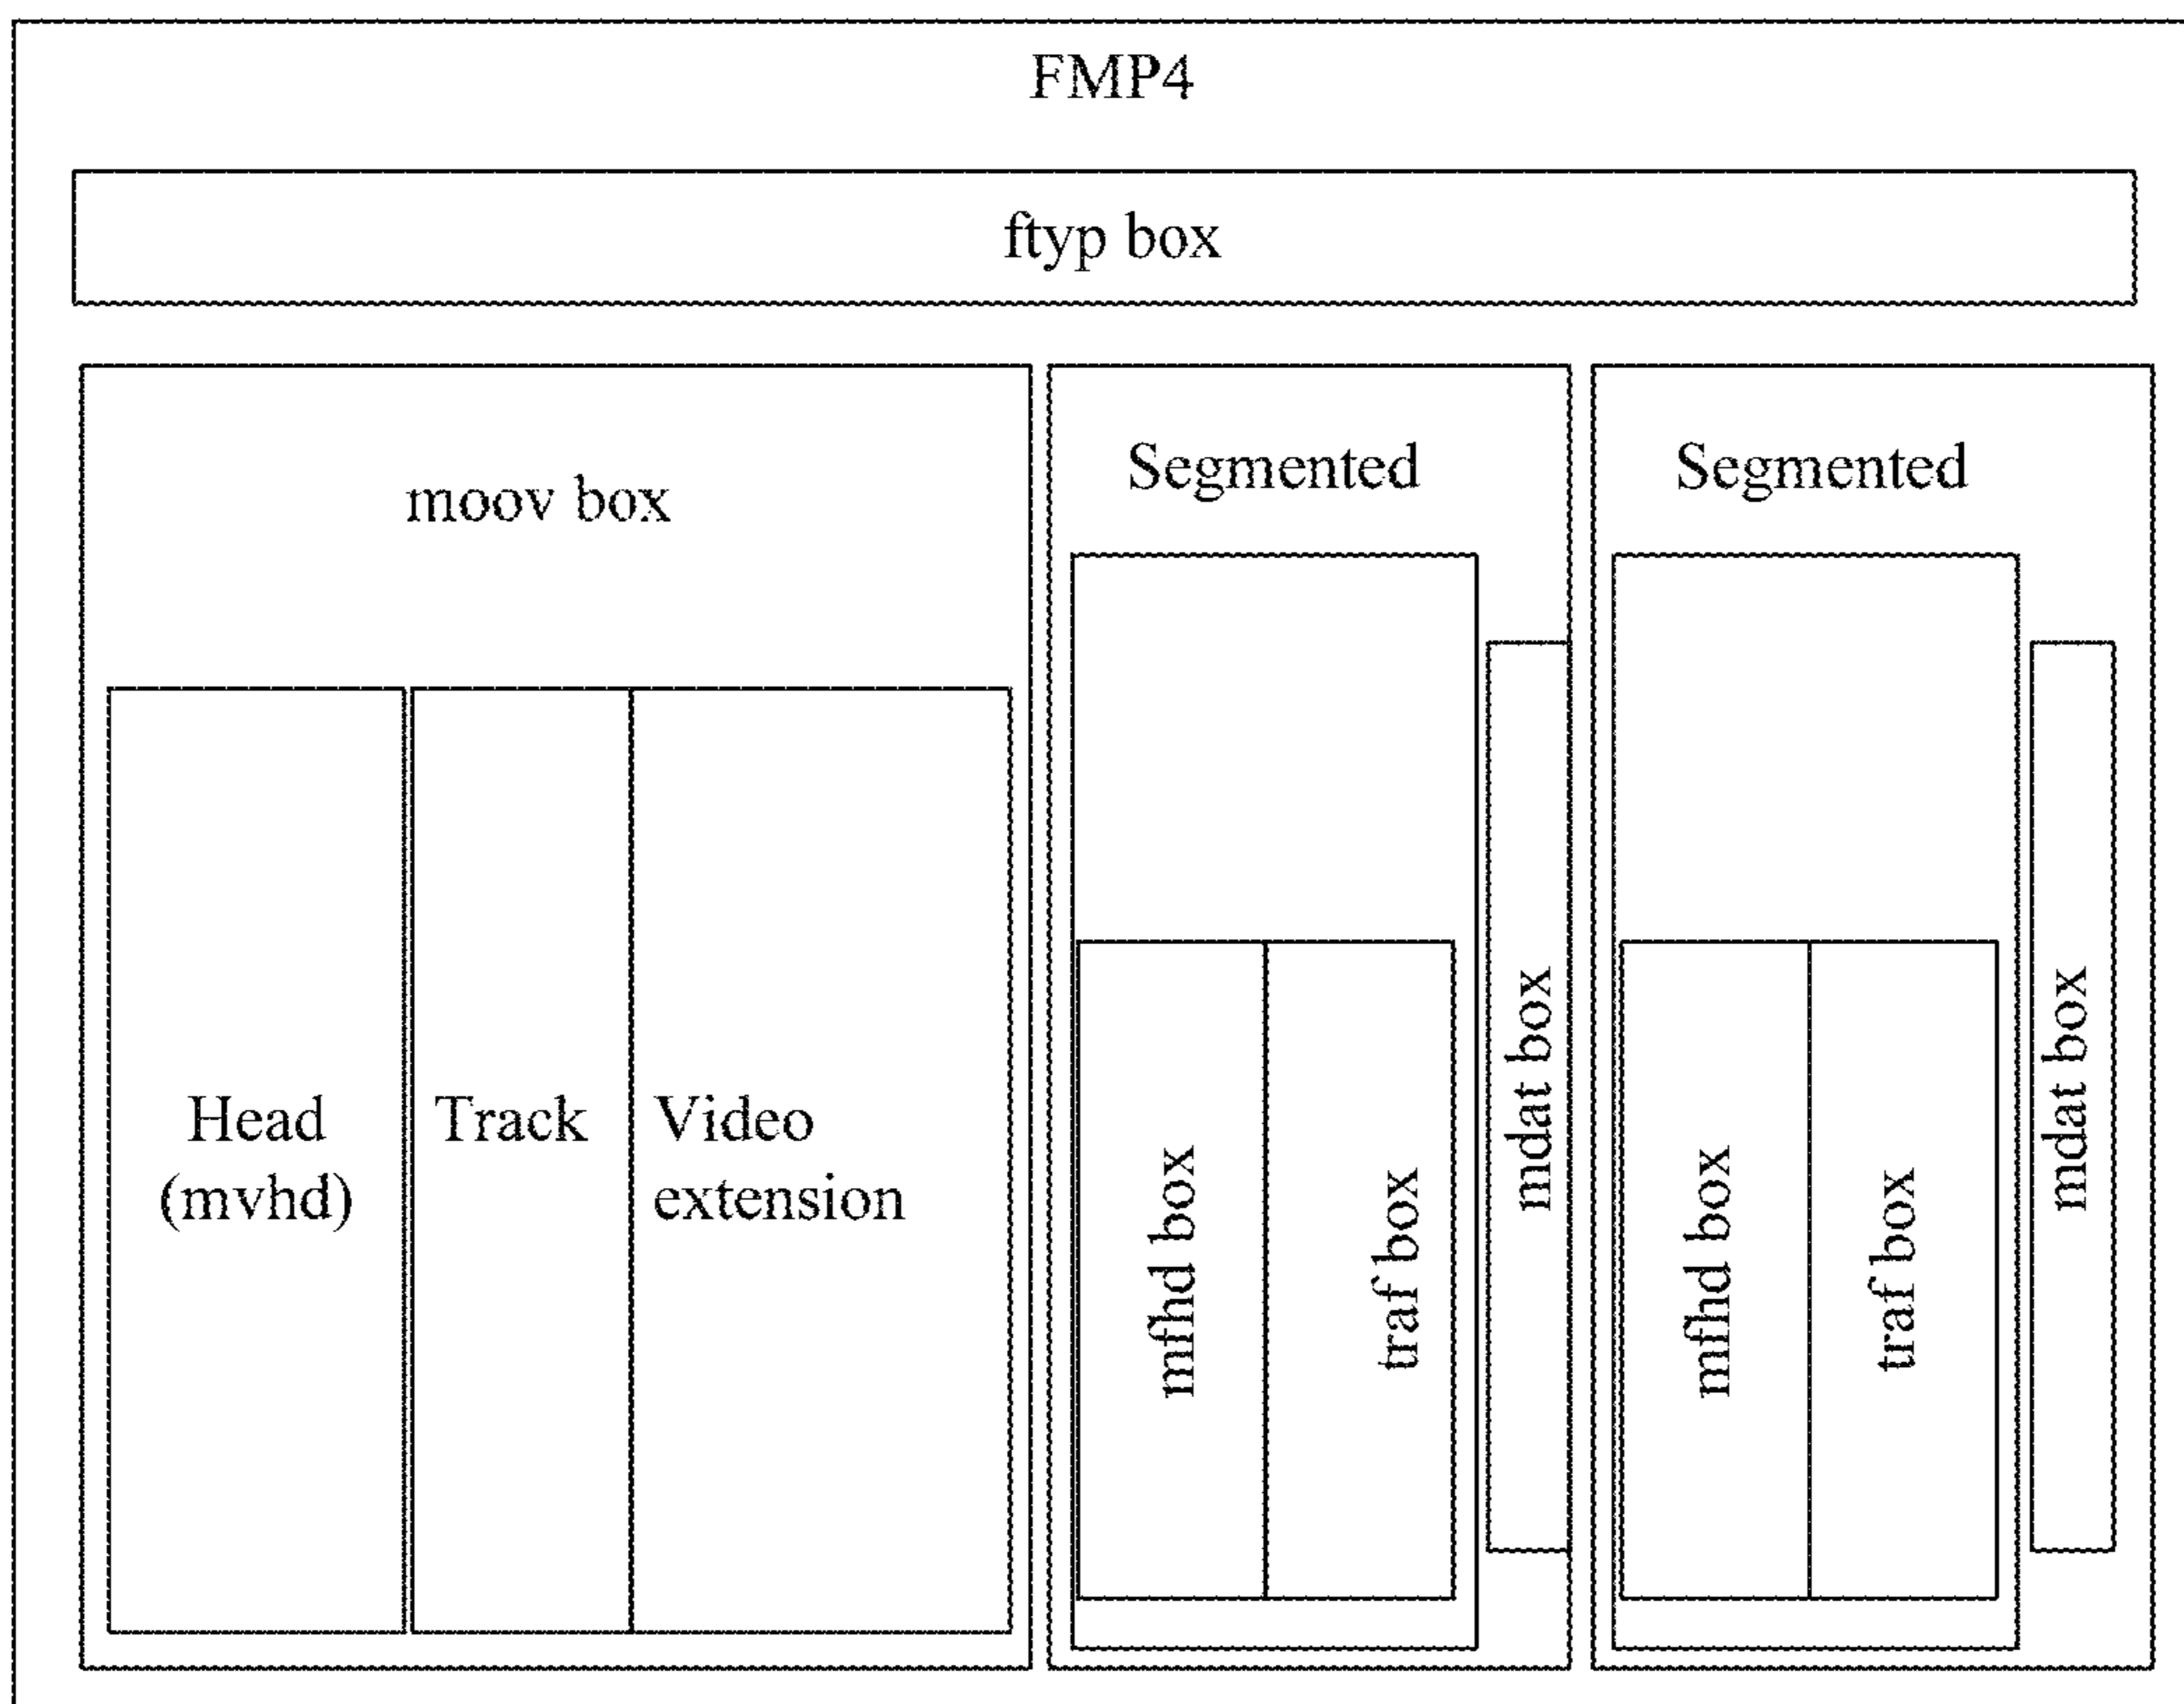 FMP4
ftyp box
moov box
Head
(mvhd)
Track
Video
extension
Segmented
mfhd box
traf box
mdat box
Segmented
mfhd box
traf box
mdat box